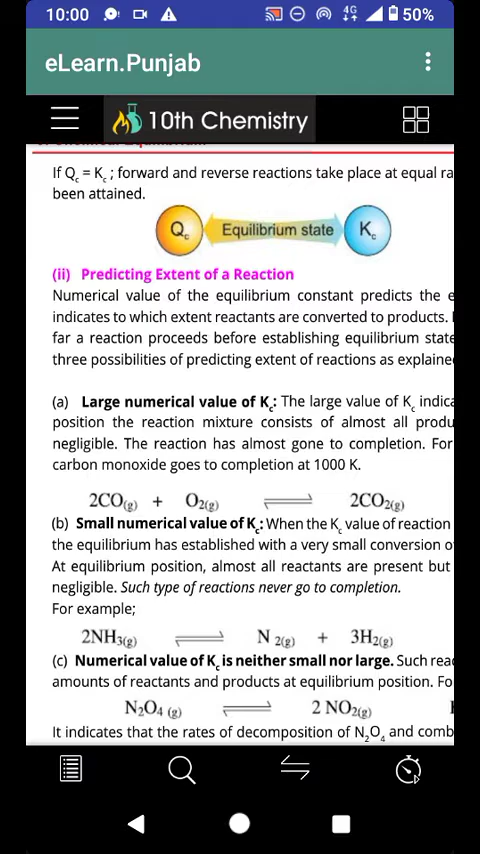 10:00
4G
50%
eLearn.Punjab
10th Chemistry
If Qc = Kc ; forward and reverse reactions take place at equal ra
been attained.
Qc Equilibrium state Kc
(ii) Predicting Extent of a Reaction
Numerical value of the equilibrium constant predicts the e
indicates to which extent reactants are converted to products.
far a reaction proceeds before establishing equilibrium state
three possibilities of predicting extent of reactions as explaine
(a) Large numerical value of Kc: The large value of Kc indica
position the reaction mixture consists of almost all produ
negligible. The reaction has almost gone to completion. For
carbon monoxide goes to completion at 1000 K.
2CO(g) + O2(g) ⇌ 2CO2(g)
(b) Small numerical value of Kc: When the Kc value of reaction
the equilibrium has established with a very small conversion o
At equilibrium position, almost all reactants are present but
negligible. Such type of reactions never go to completion.
For example;
2NH3(g) ⇌ N2(g) + 3H2(g)
(c) Numerical value of Kc is neither small nor large. Such reac
amounts of reactants and products at equilibrium position. Fo
N2O4 (g) ⇌ 2 NO2(g)
It indicates that the rates of decomposition of N2O4 and comb